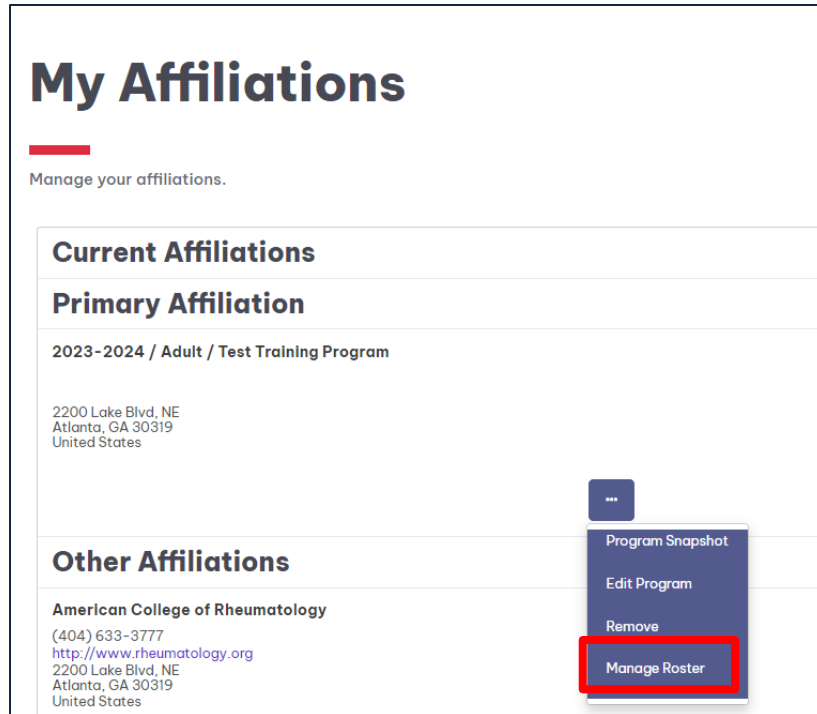 My Affiliations
Manage your affiliations.
Current Affiliations
Primary Affiliation
2023-2024 / Adult / Test Training Program
2200 Lake Blvd, NE
Atlanta, GA 30319
United States
...
Program Snapshot
Edit Program
Remove
Manage Roster
Other Affiliations
American College of Rheumatology
(404) 633-3777
http://www.rheumatology.org
2200 Lake Blvd, NE
Atlanta, GA 30319
United States